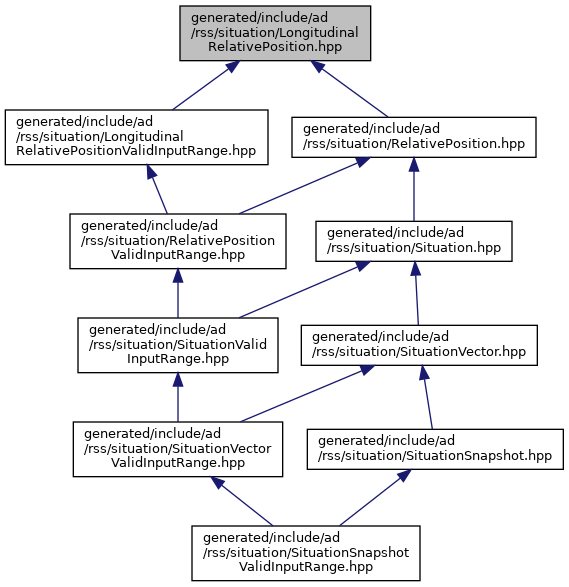 generated/include/ad
/rss/situation/Longitudinal
RelativePosition.hpp
generated/include/ad
/rss/situation/Longitudinal
RelativePositionValidInputRange.hpp
generated/include/ad
/rss/situation/RelativePosition.hpp
generated/include/ad
/rss/situation/RelativePosition
ValidInputRange.hpp
generated/include/ad
/rss/situation/Situation.hpp
generated/include/ad
/rss/situation/SituationValid
InputRange.hpp
generated/include/ad
/rss/situation/SituationVector.hpp
generated/include/ad
/rss/situation/SituationVector
ValidInputRange.hpp
generated/include/ad
/rss/situation/SituationSnapshot.hpp
generated/include/ad
/rss/situation/SituationSnapshot
ValidInputRange.hpp